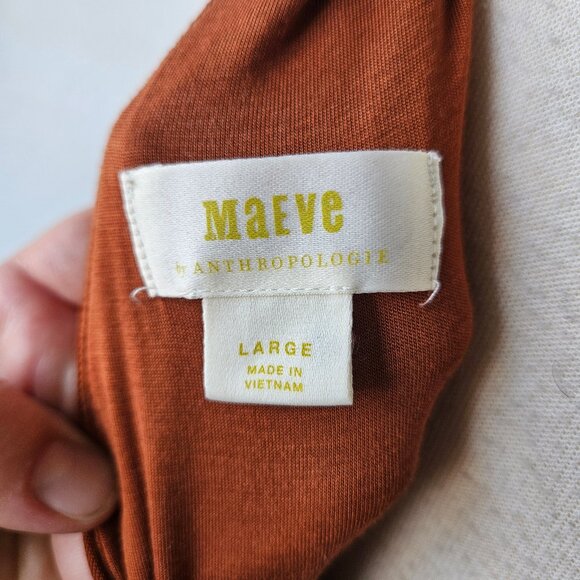 MaEve
by ANTHROPOLOGIE
LARGE
MADE IN
VIETNAM